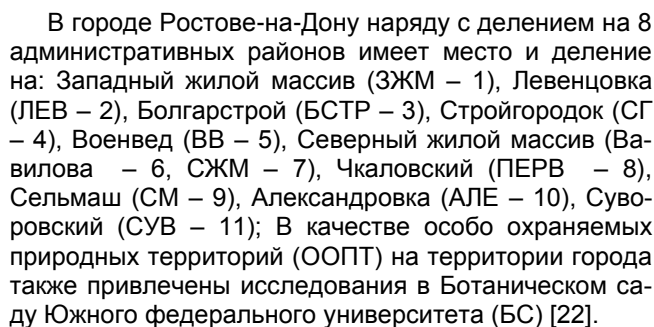 В городе Ростове-на-Дону наряду с делением на 8
административных районов имеет место и деление
на: Западный жилой массив (ЗЖМ – 1), Левенцовка
(ЛЕВ – 2), Болгарстрой (БСТР – 3), Стройгородок (СГ
– 4), Военвед (ВВ – 5), Северный жилой массив (Ва-
вилова – 6, СЖМ – 7), Чкаловский (ПЕРВ – 8),
Сельмаш (СМ – 9), Александровка (АЛЕ – 10), Суво-
ровский (СУВ – 11); В качестве особо охраняемых
природных территорий (ООПТ) на территории города
также привлечены исследования в Ботаническом са-
ду Южного федерального университета (БС) [22].